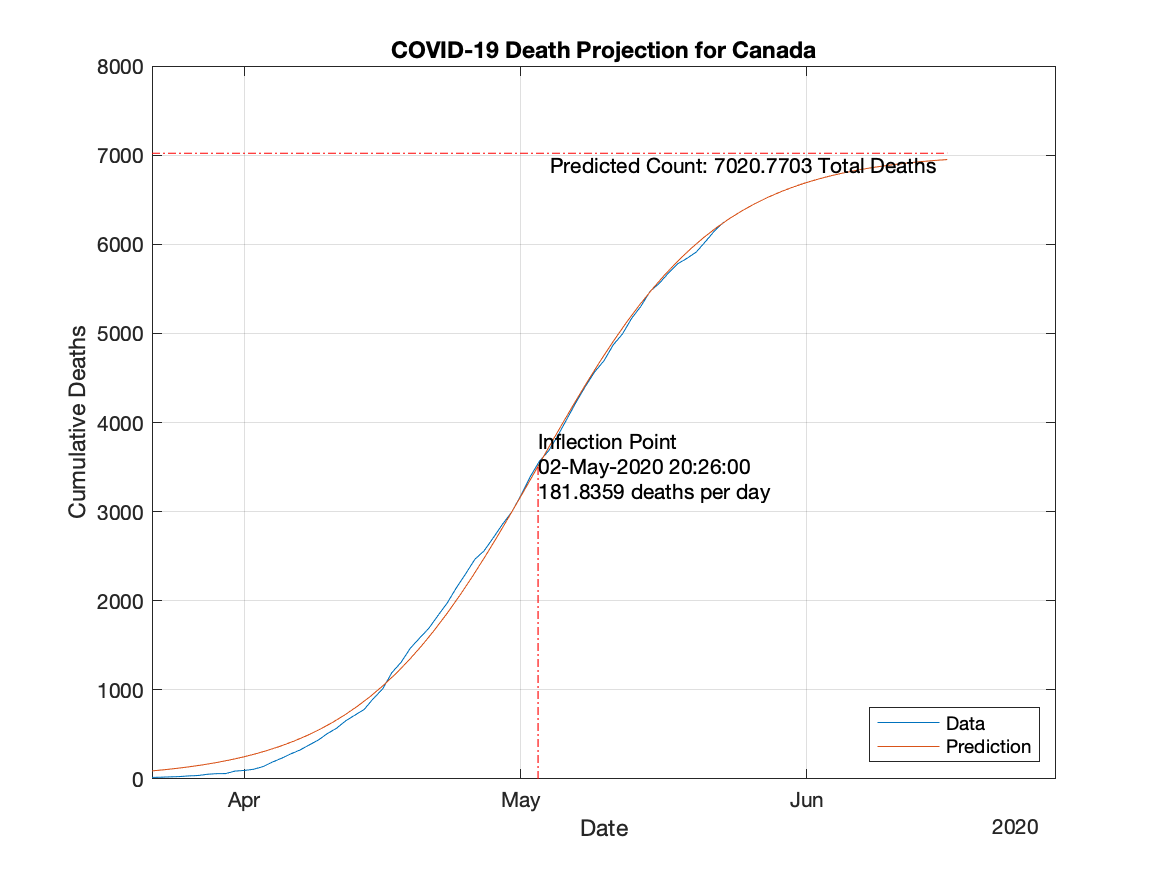 COVID-19 Death Projection for Canada
8000
7000
6000
5000
4000
3000
2000
1000
0
Cumulative Deaths
Predicted Count: 7020.7703 Total Deaths
Inflection Point
02-May-2020 20:26:00
181.8359 deaths per day
Data
Prediction
Apr
May
Jun
Date
2020